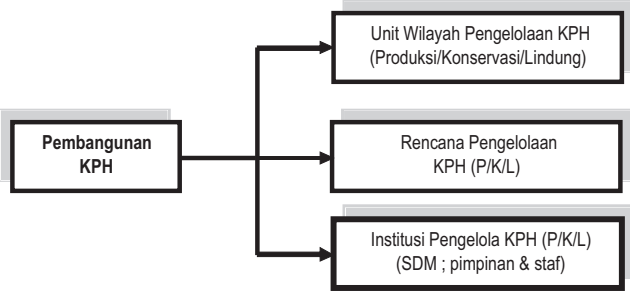 Unit Wilayah Pengelolaan KPH
(Produksi/Konservasi/Lindung)
Pembangunan
KPH
Rencana Pengelolaan
KPH (P/K/L)
Institusi Pengelola KPH (P/K/L)
(SDM ; pimpinan & staf)